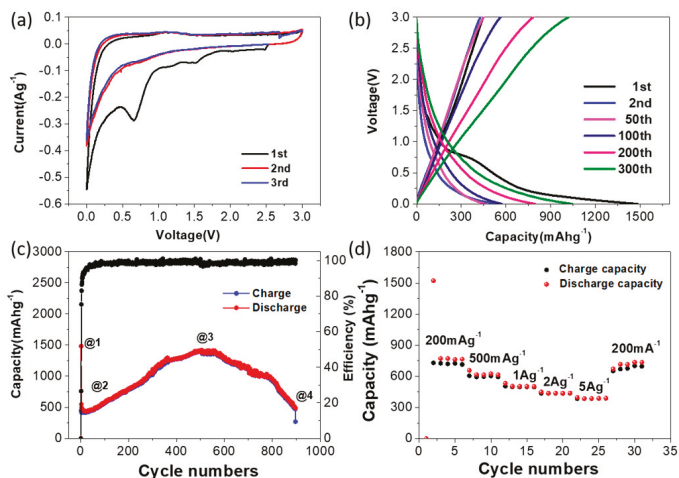 (a)
0.1
0.0
-0.1
-0.2
-0.3
-0.4
-0.5
-0.6
Current(Ag-1)
1st
2nd
3rd
0.0 0.5 1.0 1.5 2.0 2.5 3.0
Voltage(V)
(b)
3.0
2.5
2.0
1.5
1.0
0.5
0.0
Voltage(V)
1st
2nd
50th
100th
200th
300th
0 300 600 900 1200 1500
Capacity(mAhg-1)
(c)
3000
2500
2000
1500
1000
500
0
Capacity(mAhg-1)
@1
@2
@3
@4
Charge
Discharge
100
80
60
40
20
0
Efficiency (%)
0 200 400 600 800 1000
Cycle numbers
(d)
1800
1500
1200
900
600
300
0
Capacity (mAhg-1)
Charge capacity
Discharge capacity
200mAg-1
500mAg-1
1Ag-1
2Ag-1
5Ag-1
200mA-1
0 5 10 15 20 25 30 35
Cycle numbers